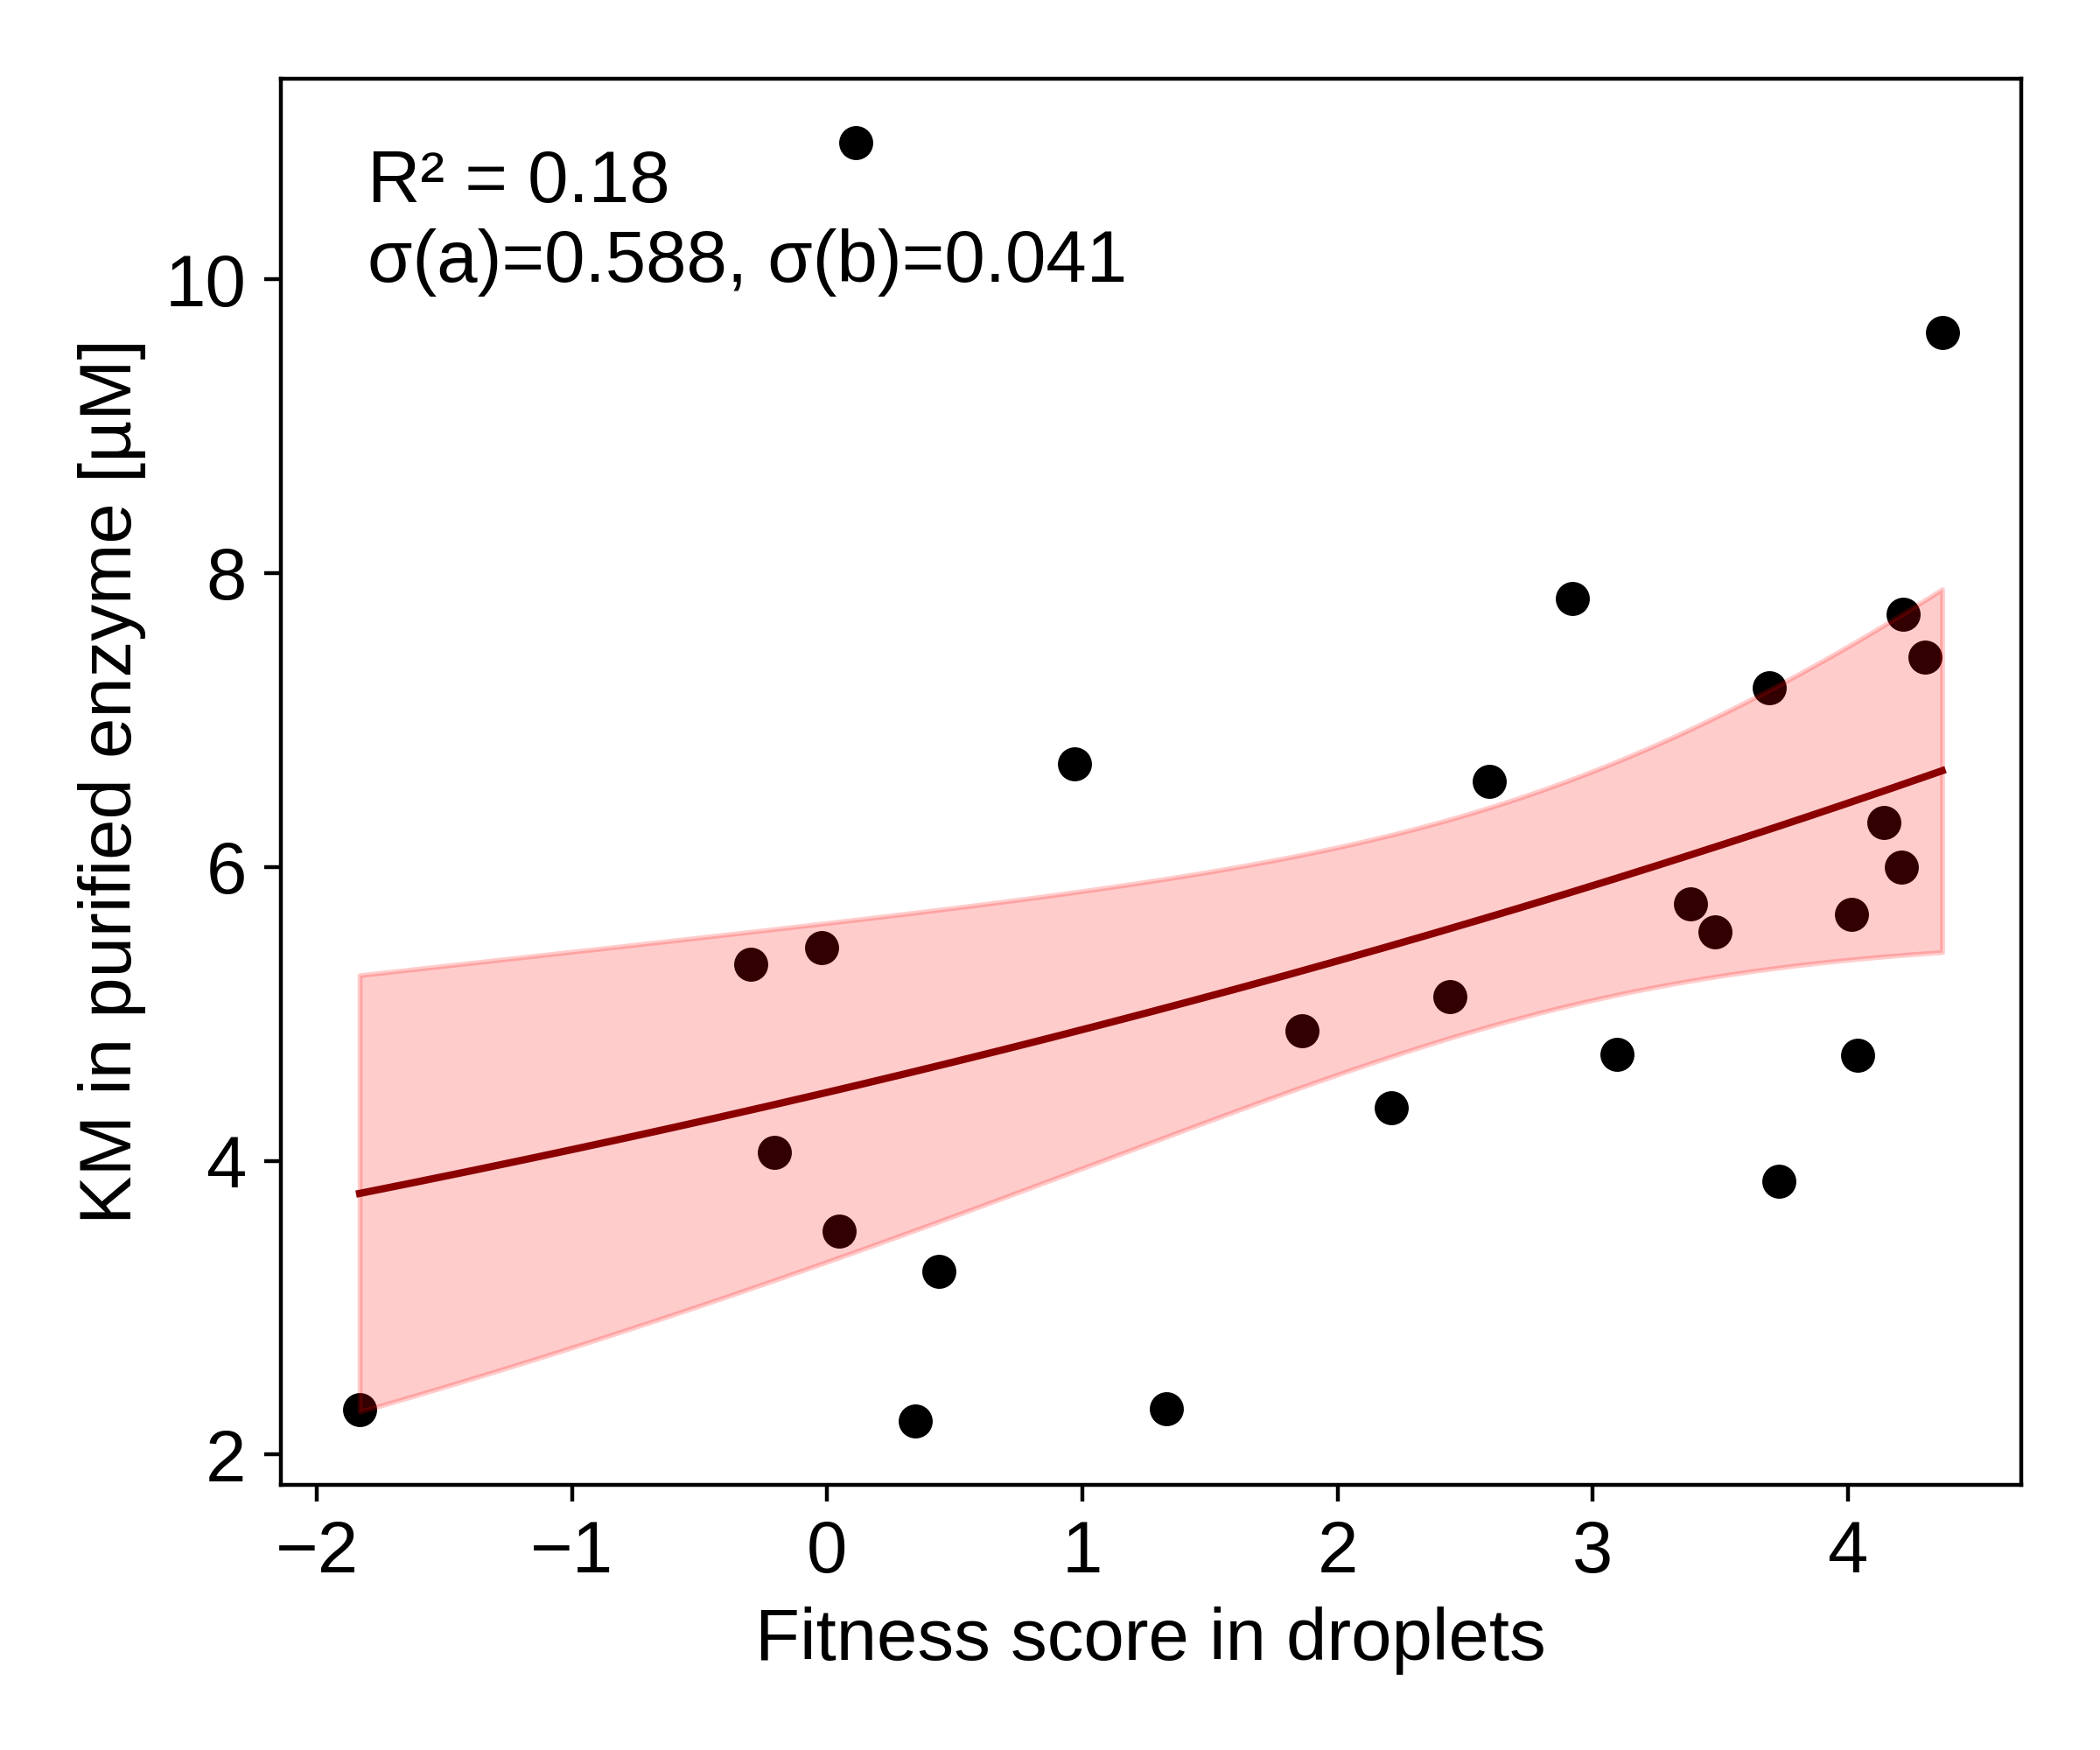 R² = 0.18
σ(a)=0.588, σ(b)=0.041
KM in purified enzyme [µM]
10
8
6
4
2
−2 −1 0 1 2 3 4
Fitness score in droplets